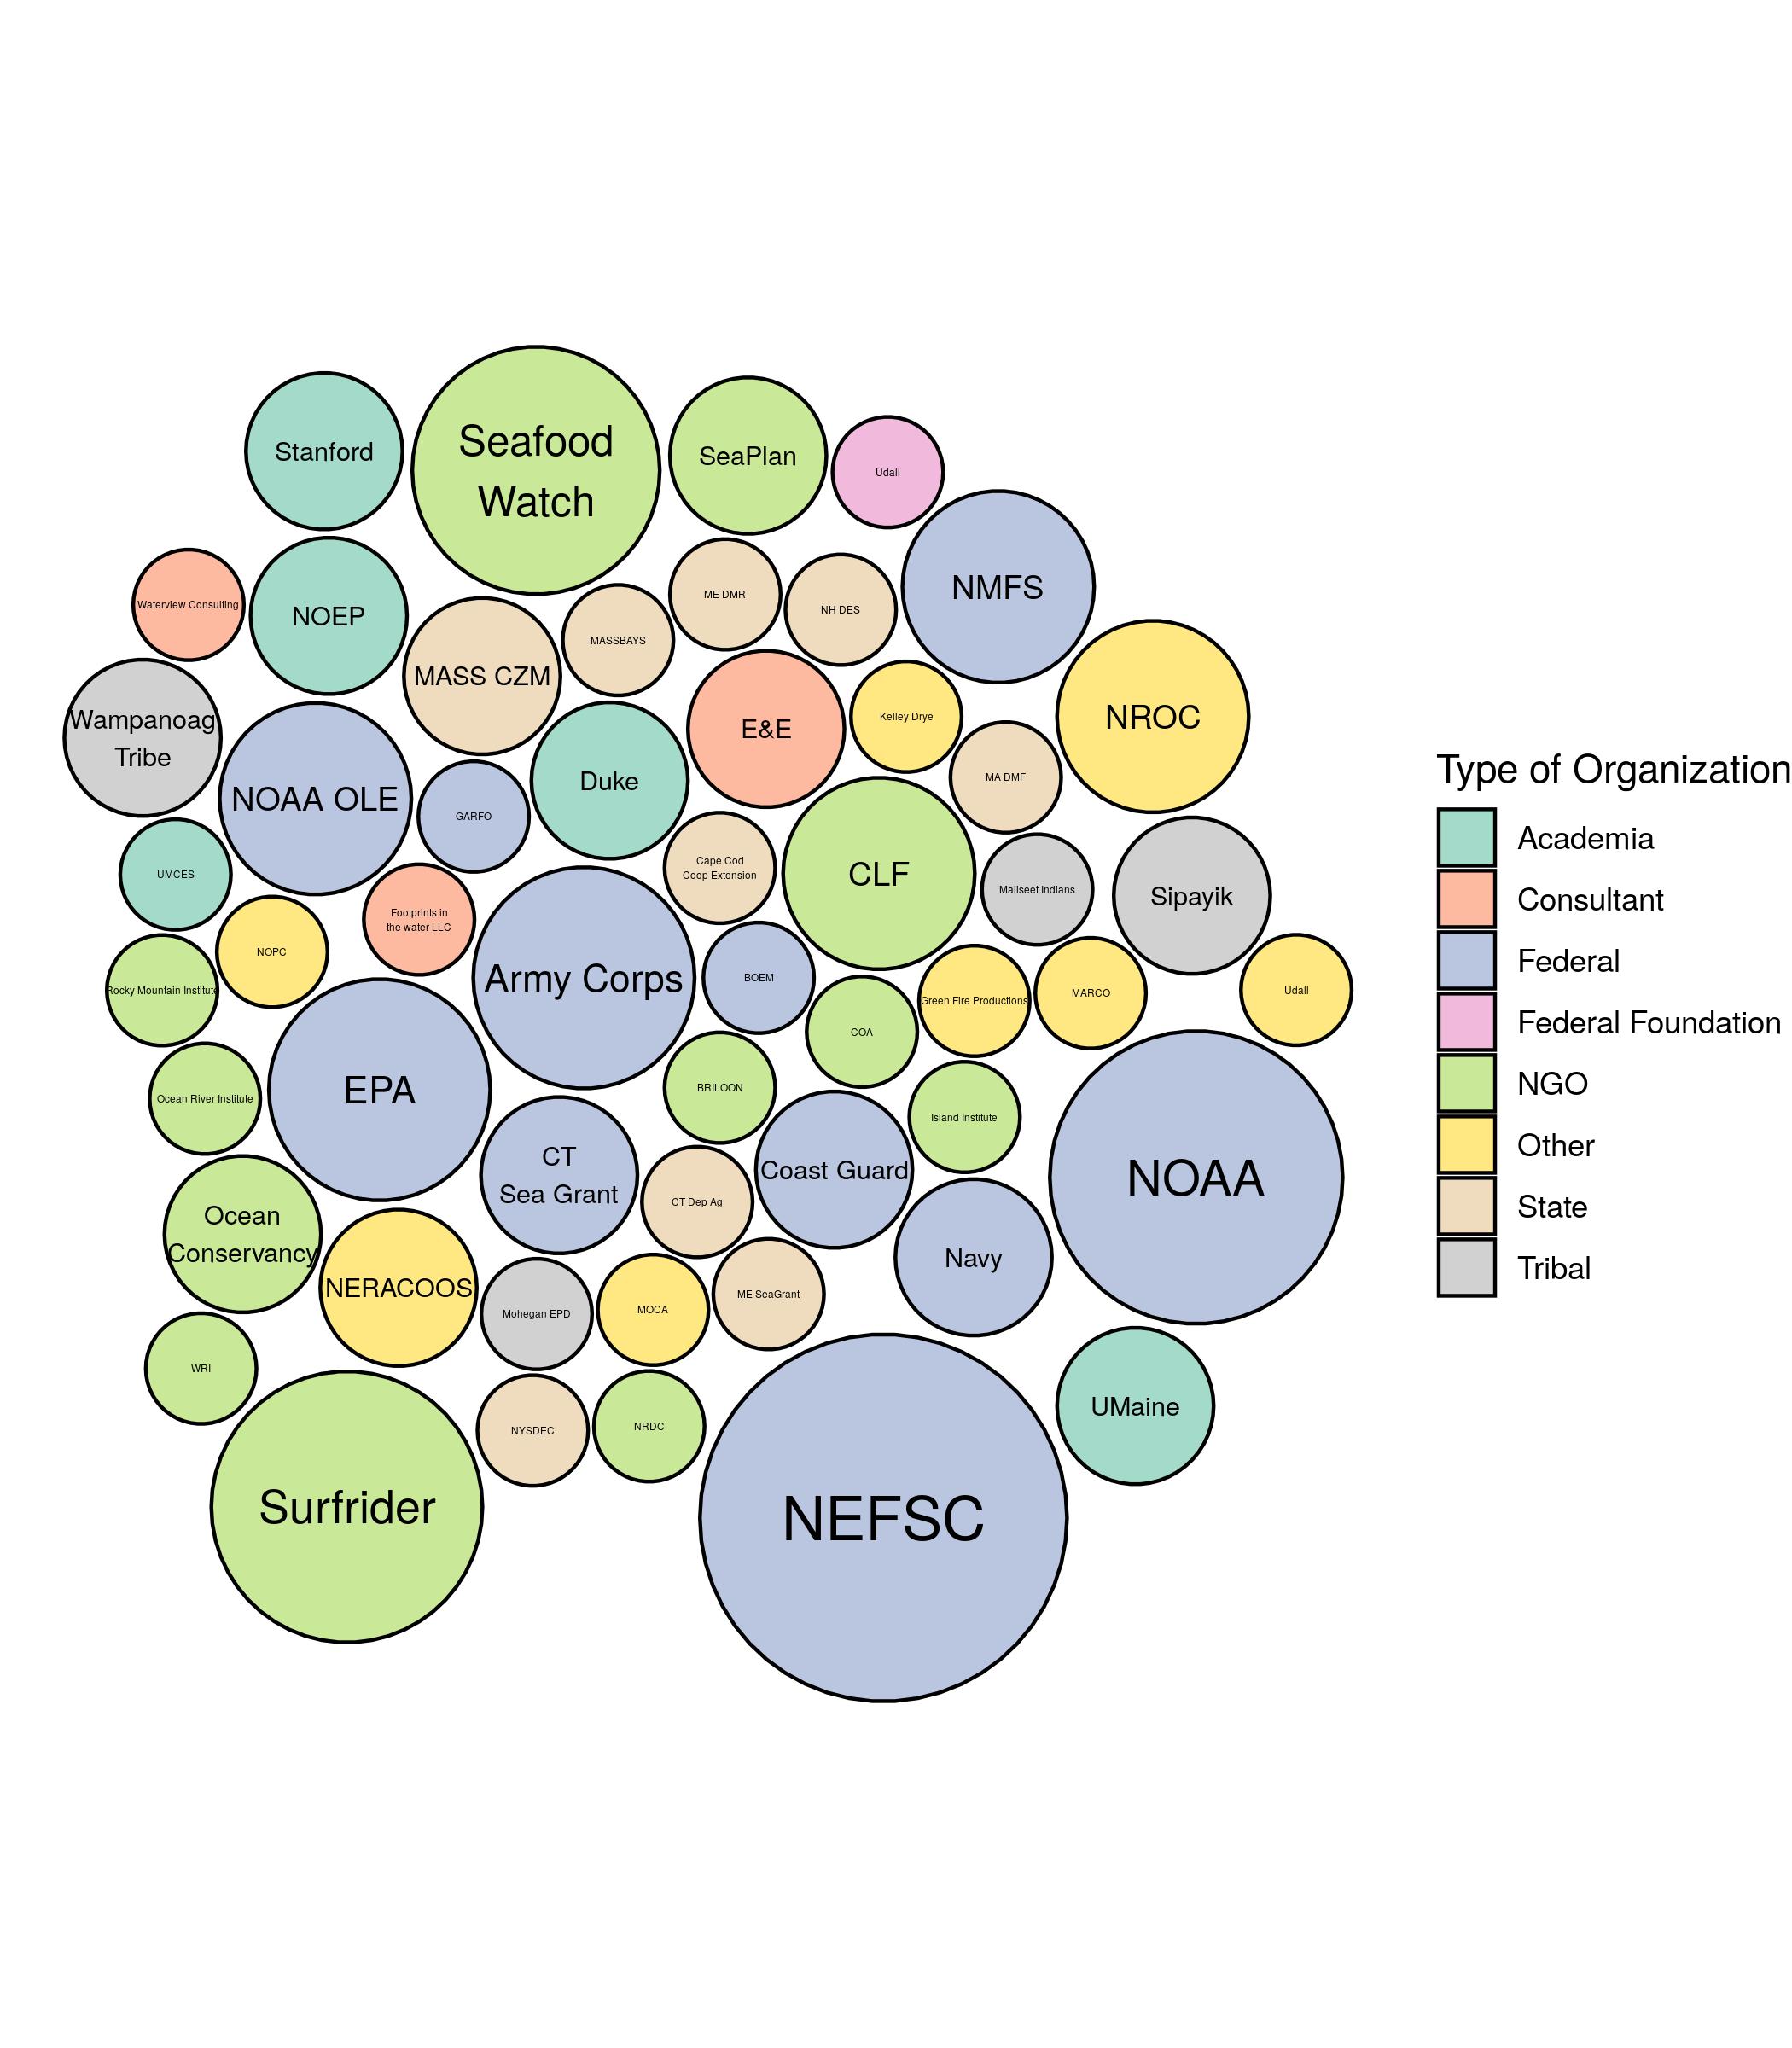 Seafood
Watch
Stanford
SeaPlan
Udall
NMFS
ME DMR
Waterview Consulting
NH DES
NOEP
MASSBAYS
MASS CZM
Kelley Drye
NROC
Wampanoag
Tribe
E&E
MA DMF
Duke
NOAA OLE
GARFO
Cape Cod
Coop Extension
CLF
UMCES
Maliseet Indians
Sipayik
Footprints in
the water LLC
NOPC
Army Corps
BOEM
Rocky Mountain Institute
Green Fire Productions
MARCO
Udall
COA
EPA
BRILOON
Ocean River Institute
Island Institute
CT
Sea Grant
Coast Guard
NOAA
CT Dep Ag
Ocean
Conservancy
Navy
NERACOOS
ME SeaGrant
Mohegan EPD
MOCA
WRI
UMaine
NYSDEC
NRDC
Surfrider
NEFSC
Type of Organization
Academia
Consultant
Federal
Federal Foundation
NGO
Other
State
Tribal